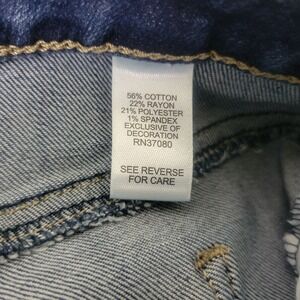 56% COTTON
22% RAYON
21% POLYESTER
1% SPANDEX
EXCLUSIVE OF
DECORATION
RN37080
SEE REVERSE
FOR CARE